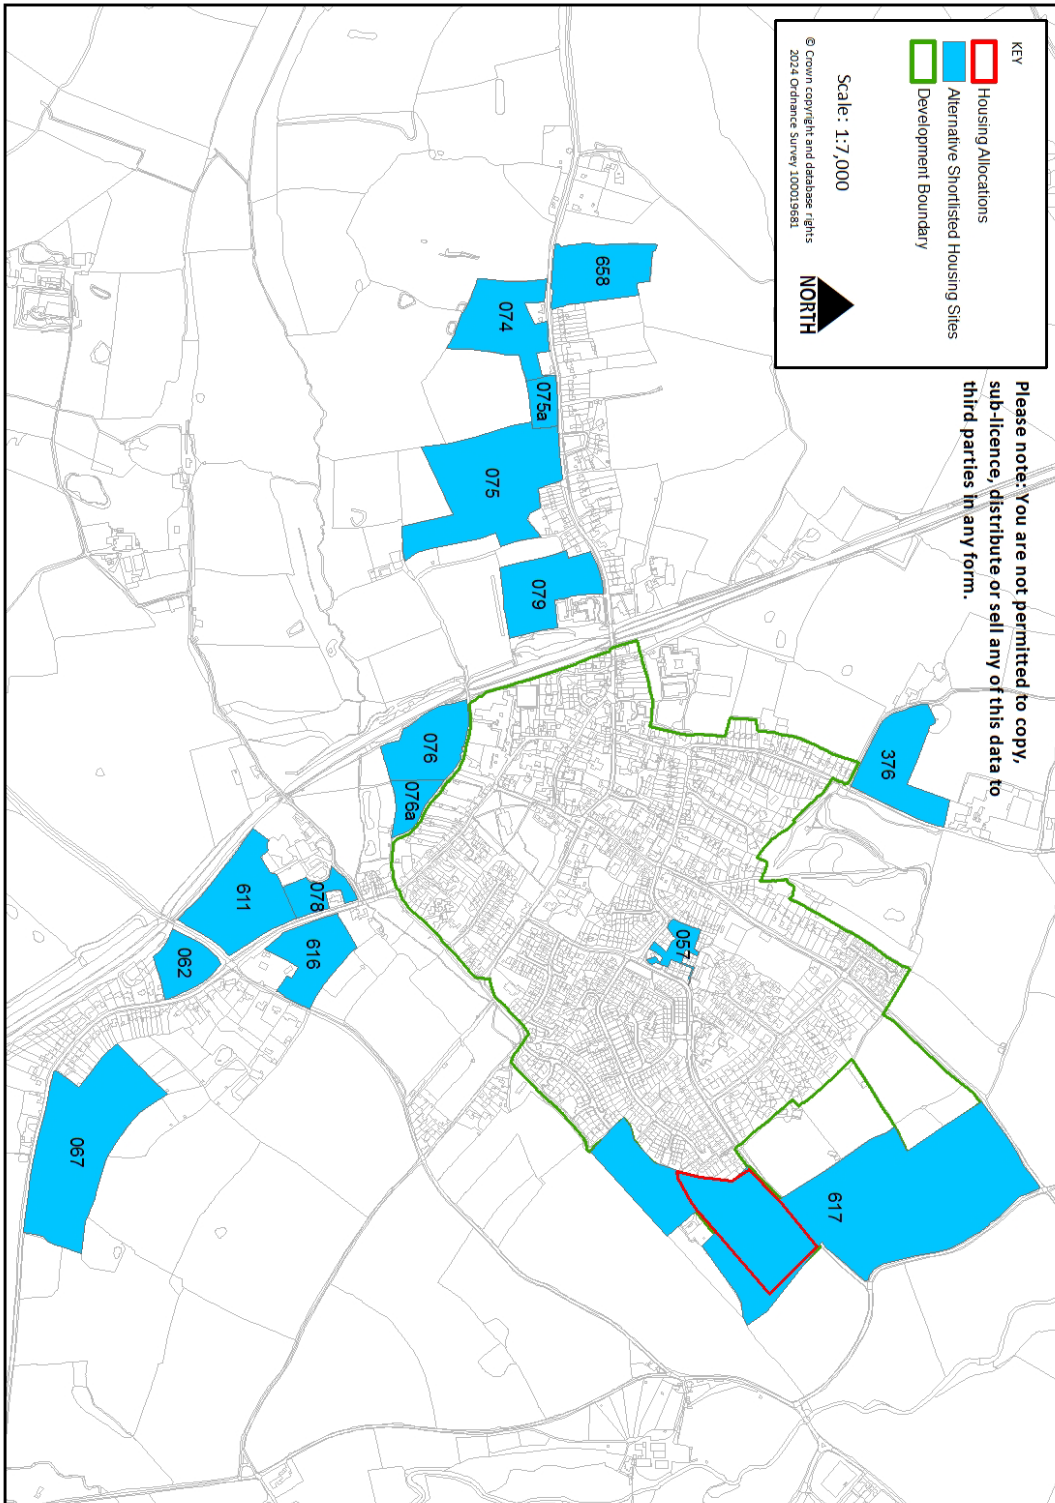 KEY
Housing Allocations
Alternative Shortlisted Housing Sites
Development Boundary
Scale: 1:7,000
© Crown copyright and database rights
2024 Ordnance Survey 100019681
NORTH
Please note: You are not permitted to copy,
sub-licence, distribute or sell any of this data to
third parties in any form.
658
074
075a
075
079
376
076
076a
057
078
611
616
062
067
617